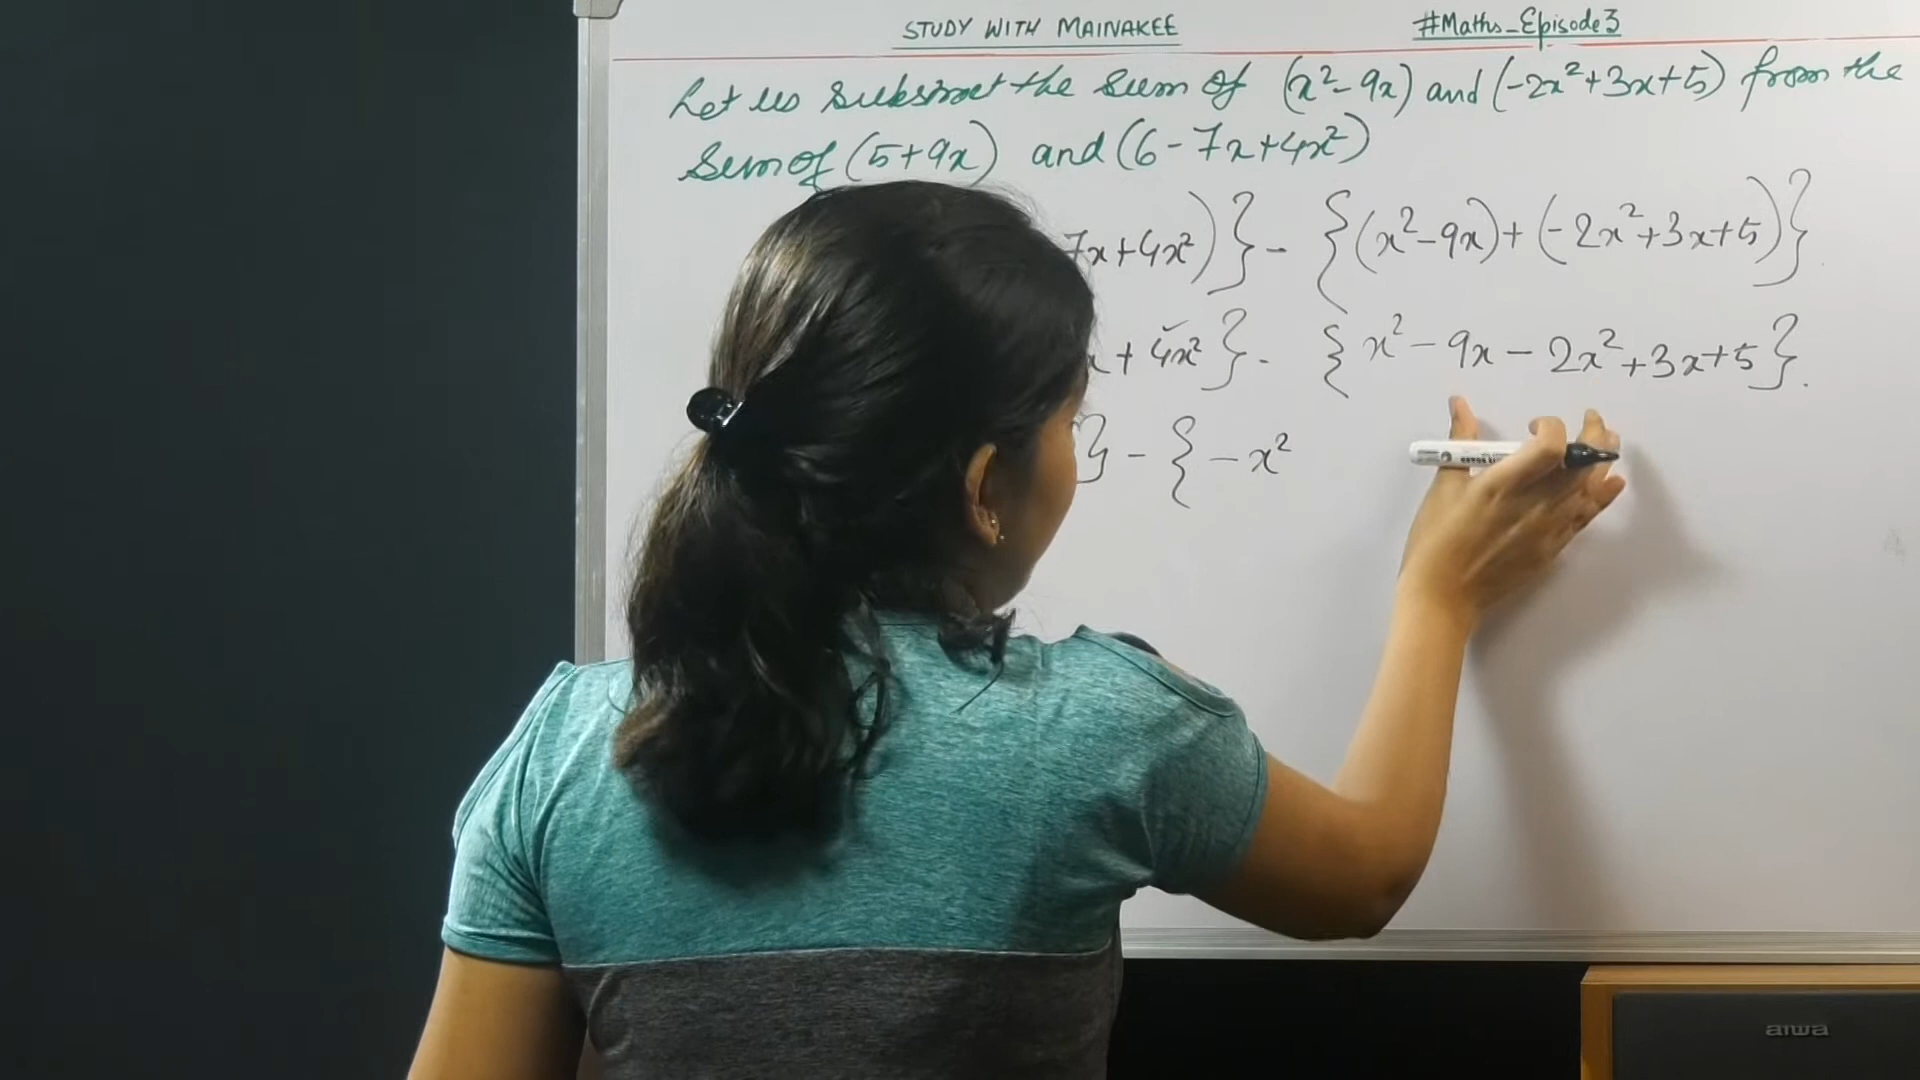 STUDY WITH MAINAKEE #Maths_Episode3
Let us substract the sum of (x²-9x) and (-2x²+3x+5) from the
Sum of (5+9x) and (6-7x+4x²)
7x+4x²)} - {(x²-9x)+(-2x²+3x+5)}
x + 4x²} - {x² - 9x - 2x² + 3x + 5}.
} - { -x²
aiwa